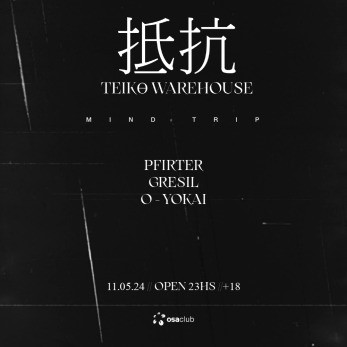 抵抗
TEIKO WAREHOUSE
MIND-TRIP
PFIRTER
GRESIL
O - YOKAI
11.05.24 // OPEN 23HS //+18
osaclub